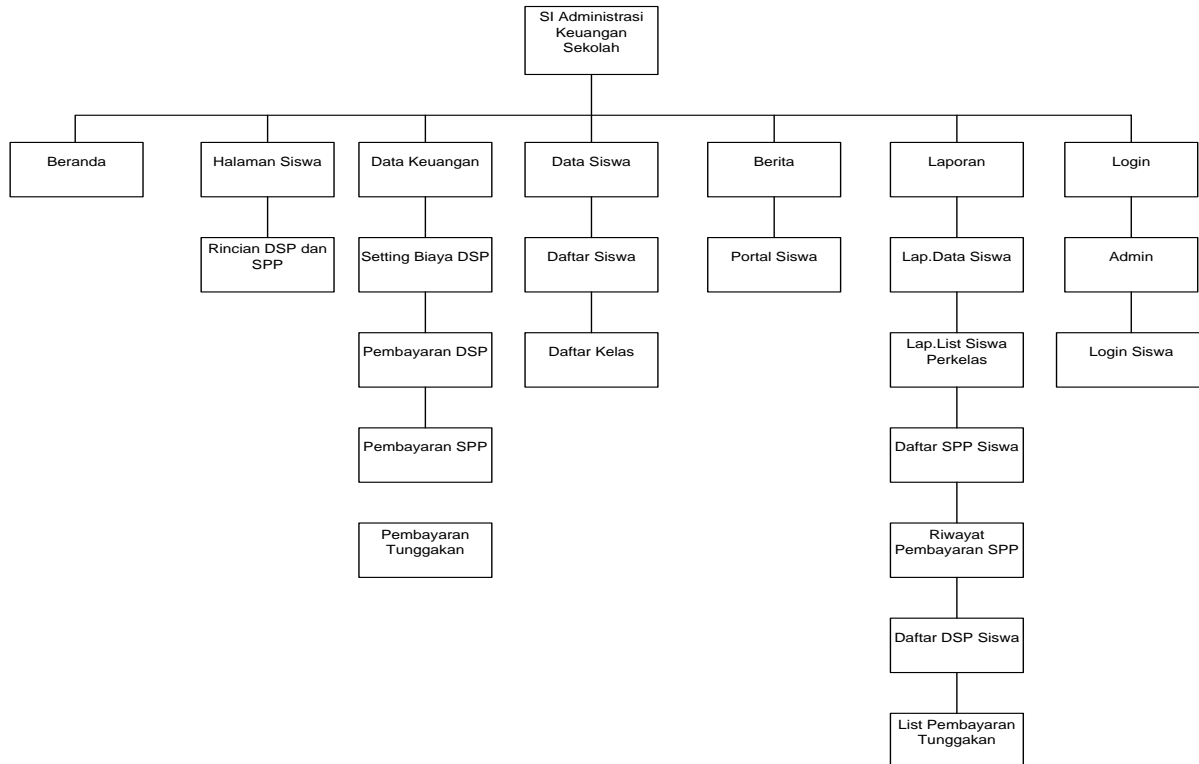 SI Administrasi
Keuangan
Sekolah
Beranda
Halaman Siswa
Data Keuangan
Data Siswa
Berita
Laporan
Login
Rincian DSP dan
SPP
Setting Biaya DSP
Daftar Siswa
Portal Siswa
Lap.Data Siswa
Admin
Pembayaran DSP
Daftar Kelas
Lap.List Siswa
Perkelas
Login Siswa
Pembayaran SPP
Daftar SPP Siswa
Pembayaran
Tunggakan
Riwayat
Pembayaran SPP
Daftar DSP Siswa
List Pembayaran
Tunggakan